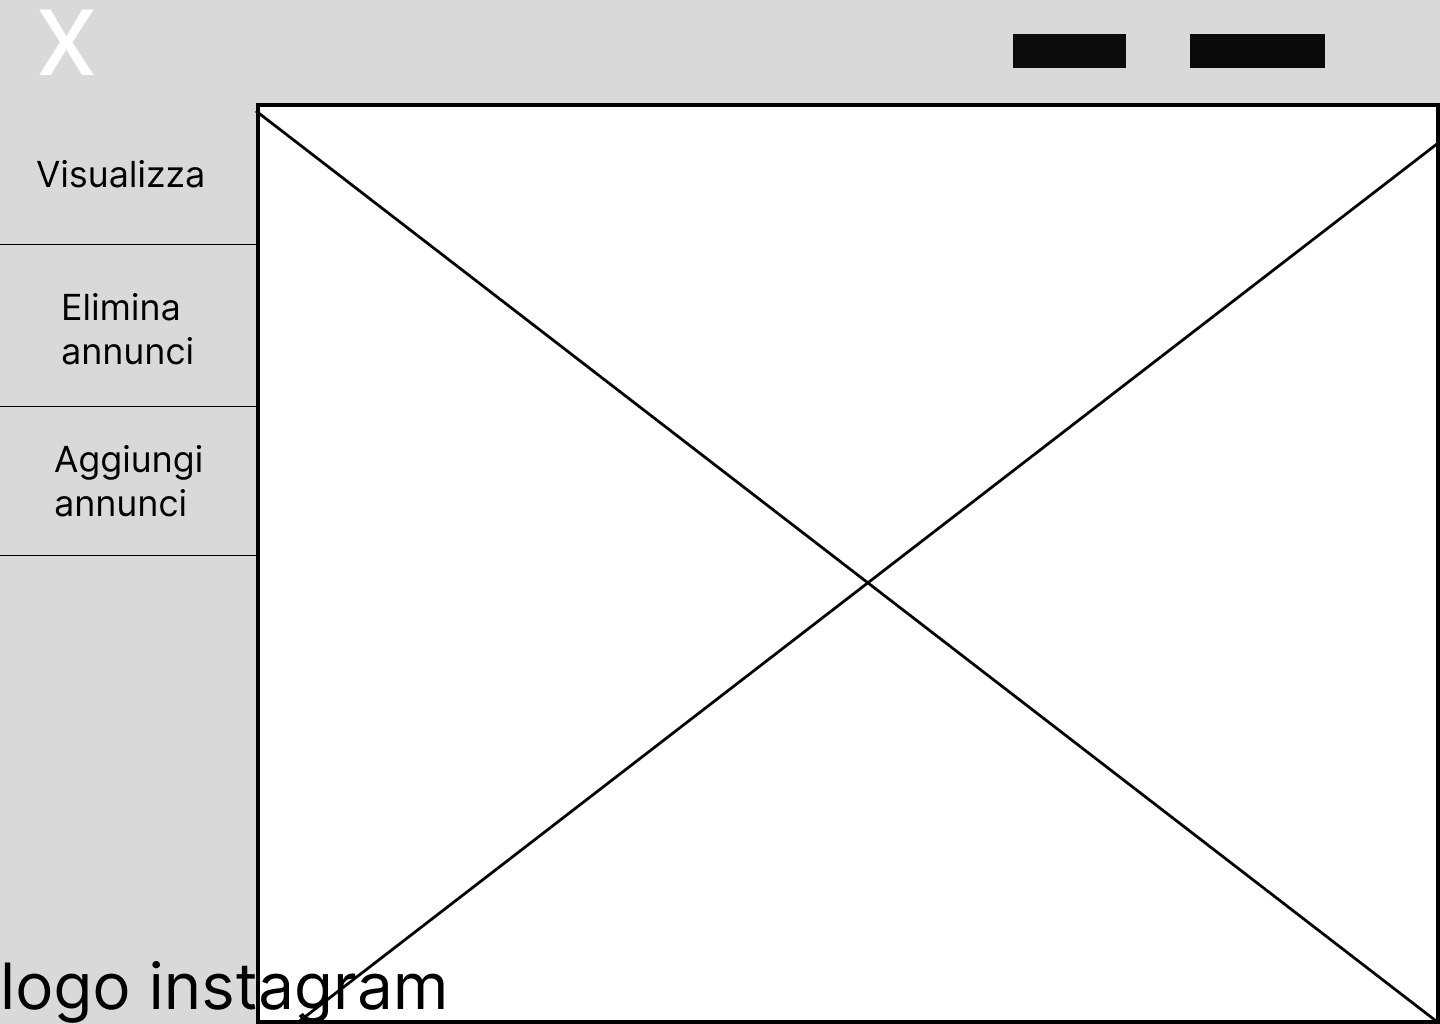 X
Visualizza
Elimina
annunci
Aggiungi
annunci
logo instagram